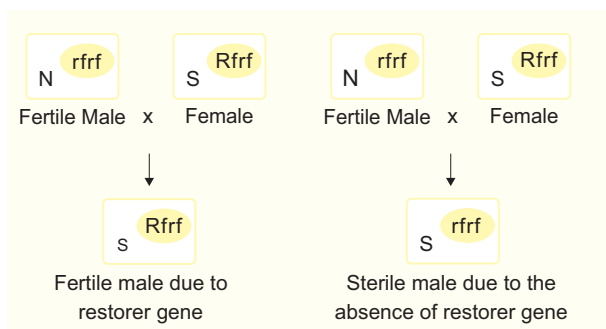 rfrf
N
Fertile Male x
Rfrf
S
Female
rfrf
N
Fertile Male x
Rfrf
S
Female
Rfrf
S
Fertile male due to
restorer gene
rfrf
S
Sterile male due to the
absence of restorer gene